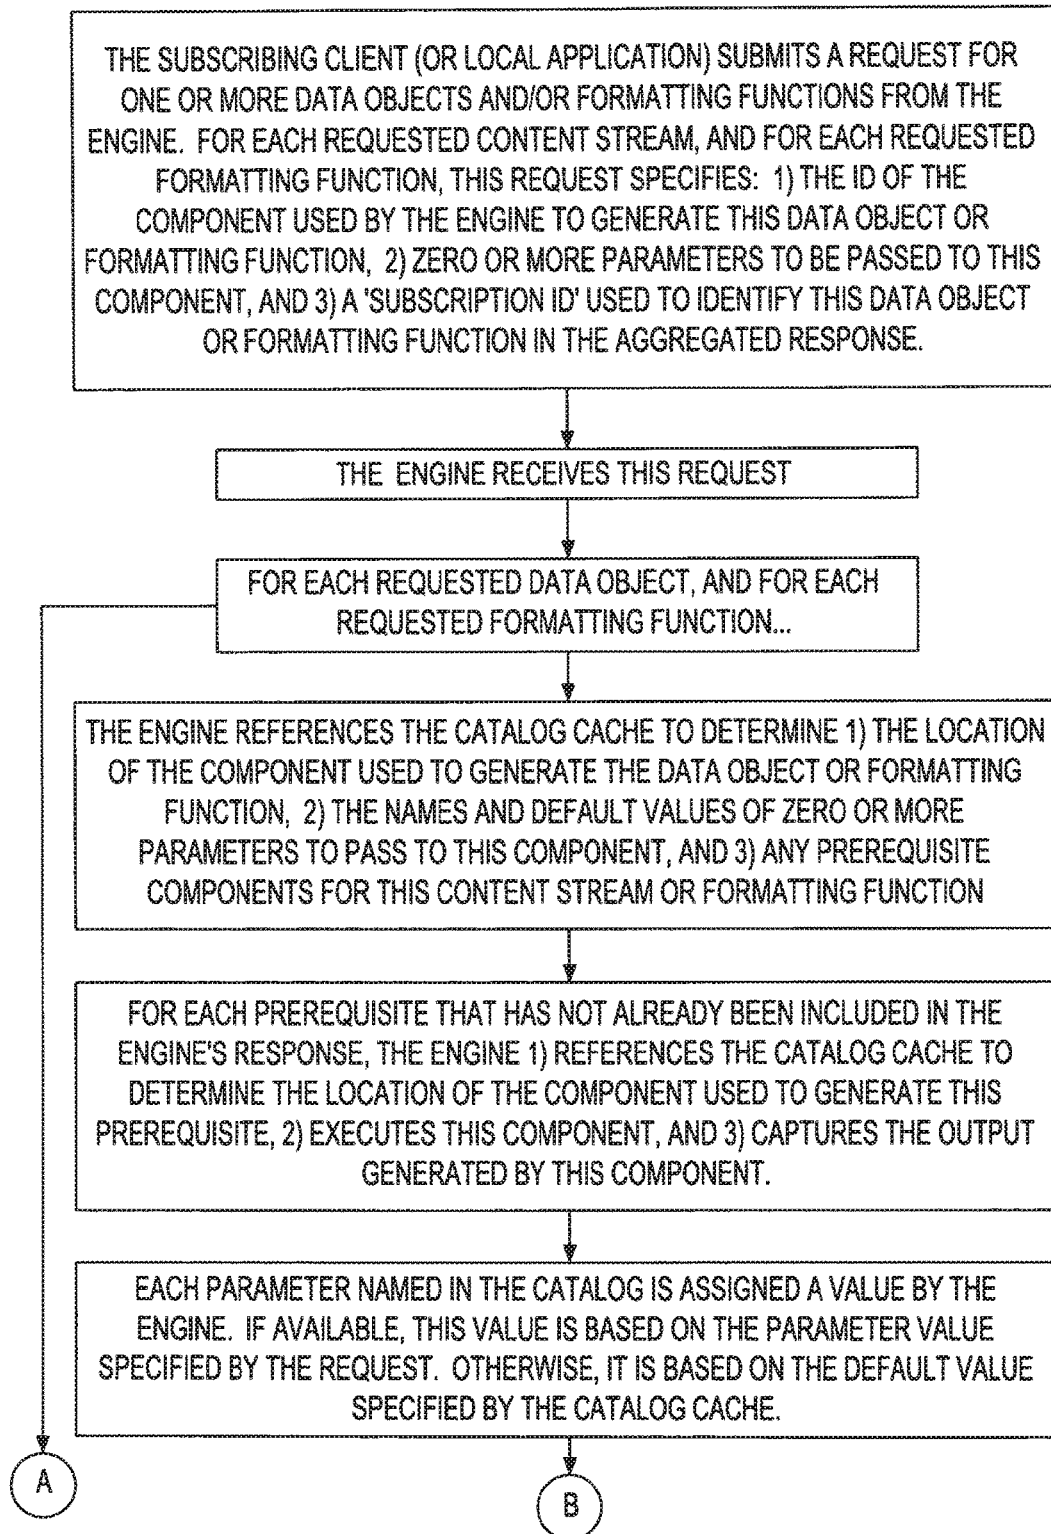 THE SUBSCRIBING CLIENT (OR LOCAL APPLICATION) SUBMITS A REQUEST FOR
ONE OR MORE DATA OBJECTS AND/OR FORMATTING FUNCTIONS FROM THE
ENGINE. FOR EACH REQUESTED CONTENT STREAM, AND FOR EACH REQUESTED
FORMATTING FUNCTION, THIS REQUEST SPECIFIES: 1) THE ID OF THE
COMPONENT USED BY THE ENGINE TO GENERATE THIS DATA OBJECT OR
FORMATTING FUNCTION, 2) ZERO OR MORE PARAMETERS TO BE PASSED TO THIS
COMPONENT, AND 3) A 'SUBSCRIPTION ID' USED TO IDENTIFY THIS DATA OBJECT
OR FORMATTING FUNCTION IN THE AGGREGATED RESPONSE.
THE ENGINE RECEIVES THIS REQUEST
FOR EACH REQUESTED DATA OBJECT, AND FOR EACH
REQUESTED FORMATTING FUNCTION...
THE ENGINE REFERENCES THE CATALOG CACHE TO DETERMINE 1) THE LOCATION
OF THE COMPONENT USED TO GENERATE THE DATA OBJECT OR FORMATTING
FUNCTION, 2) THE NAMES AND DEFAULT VALUES OF ZERO OR MORE
PARAMETERS TO PASS TO THIS COMPONENT, AND 3) ANY PREREQUISITE
COMPONENTS FOR THIS CONTENT STREAM OR FORMATTING FUNCTION
FOR EACH PREREQUISITE THAT HAS NOT ALREADY BEEN INCLUDED IN THE
ENGINE'S RESPONSE, THE ENGINE 1) REFERENCES THE CATALOG CACHE TO
DETERMINE THE LOCATION OF THE COMPONENT USED TO GENERATE THIS
PREREQUISITE, 2) EXECUTES THIS COMPONENT, AND 3) CAPTURES THE OUTPUT
GENERATED BY THIS COMPONENT.
EACH PARAMETER NAMED IN THE CATALOG IS ASSIGNED A VALUE BY THE
ENGINE. IF AVAILABLE, THIS VALUE IS BASED ON THE PARAMETER VALUE
SPECIFIED BY THE REQUEST. OTHERWISE, IT IS BASED ON THE DEFAULT VALUE
SPECIFIED BY THE CATALOG CACHE.
A
B